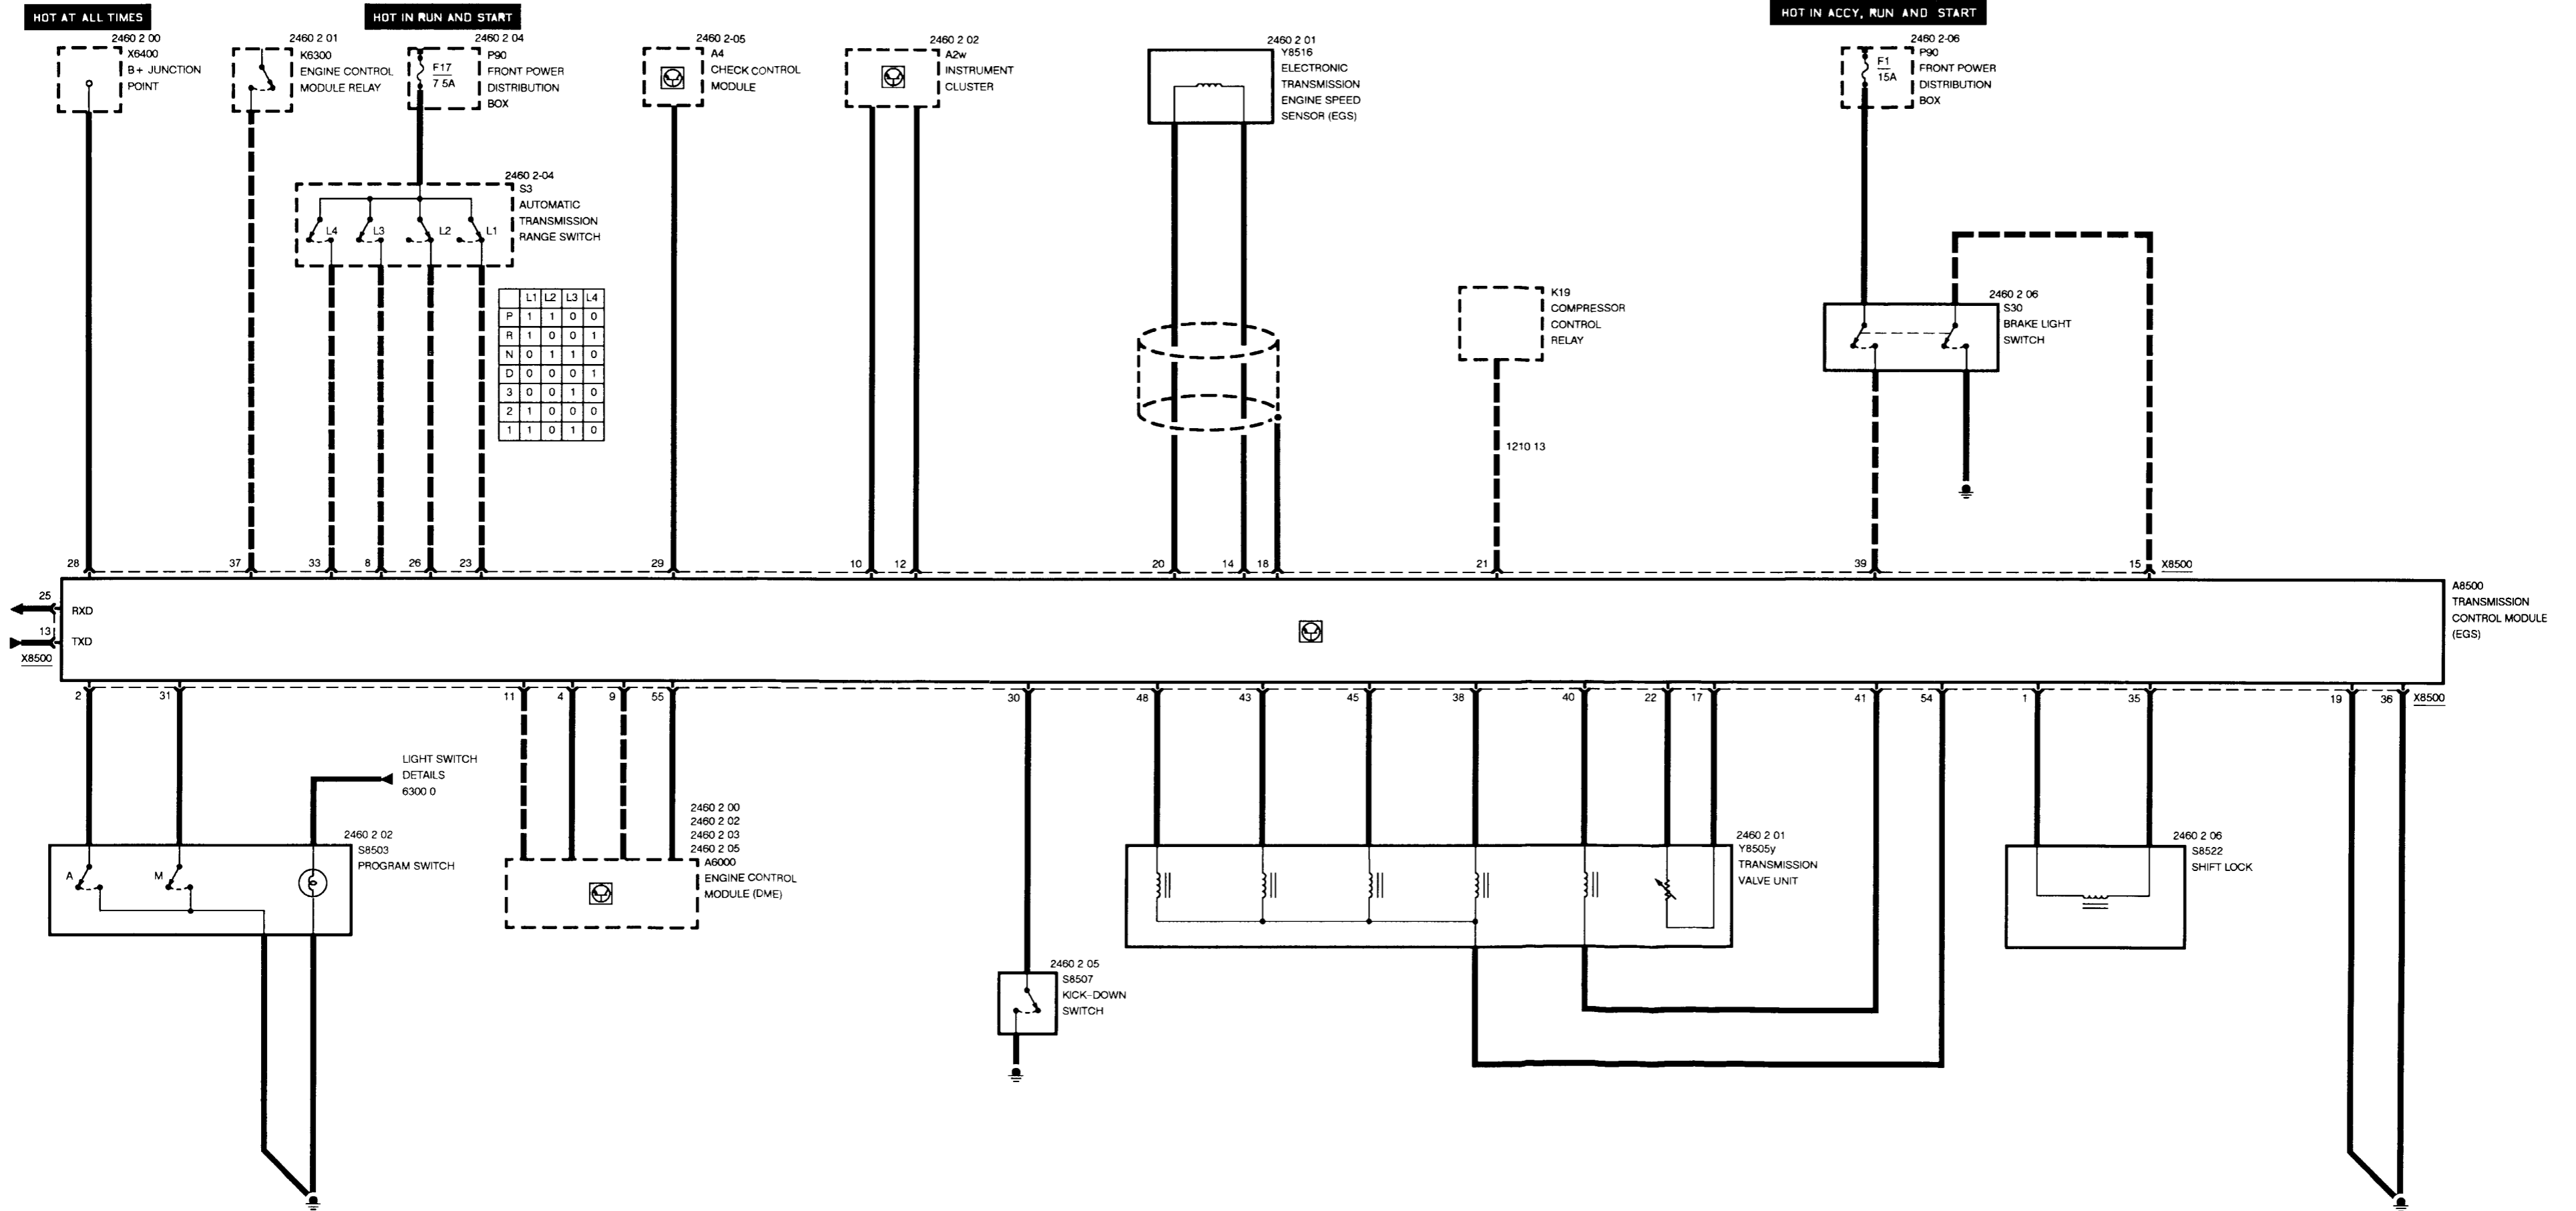 HOT AT ALL TIMES
HOT IN RUN AND START
HOT IN ACCY, RUN AND START
2460 2 00
X6400
B+ JUNCTION
POINT
2460 2 01
K6300
ENGINE CONTROL
MODULE RELAY
2460 2 04
F17
7 5A
P90
FRONT POWER
DISTRIBUTION
BOX
2460 2-05
A4
CHECK CONTROL
MODULE
2460 2 02
A2w
INSTRUMENT
CLUSTER
2460 2 01
Y8516
ELECTRONIC
TRANSMISSION
ENGINE SPEED
SENSOR (EGS)
2460 2-06
F1
15A
P90
FRONT POWER
DISTRIBUTION
BOX
2460 2-04
S3
AUTOMATIC
TRANSMISSION
RANGE SWITCH
L4 L3 L2 L1
L1 L2 L3 L4
P 1 1 0 0
R 1 0 0 1
N 0 1 1 0
D 0 0 0 1
3 0 0 1 0
2 1 0 0 0
1 1 0 1 0
K19
COMPRESSOR
CONTROL
RELAY
1210 13
2460 2 06
S30
BRAKE LIGHT
SWITCH
28 37 33 8 26 23 29 10 12 20 14 18 21 39 15 X8500
25
RXD
13
TXD
X8500
A8500
TRANSMISSION
CONTROL MODULE
(EGS)
2 31 11 4 9 55 30 48 43 45 38 40 22 17 41 54 1 35 19 36 X8500
LIGHT SWITCH
DETAILS
6300 0
2460 2 02
S8503
PROGRAM SWITCH
A M
2460 2 00
2460 2 02
2460 2 03
2460 2 05
A6000
ENGINE CONTROL
MODULE (DME)
2460 2 05
S8507
KICK-DOWN
SWITCH
2460 2 01
Y8505y
TRANSMISSION
VALVE UNIT
2460 2 06
S8522
SHIFT LOCK